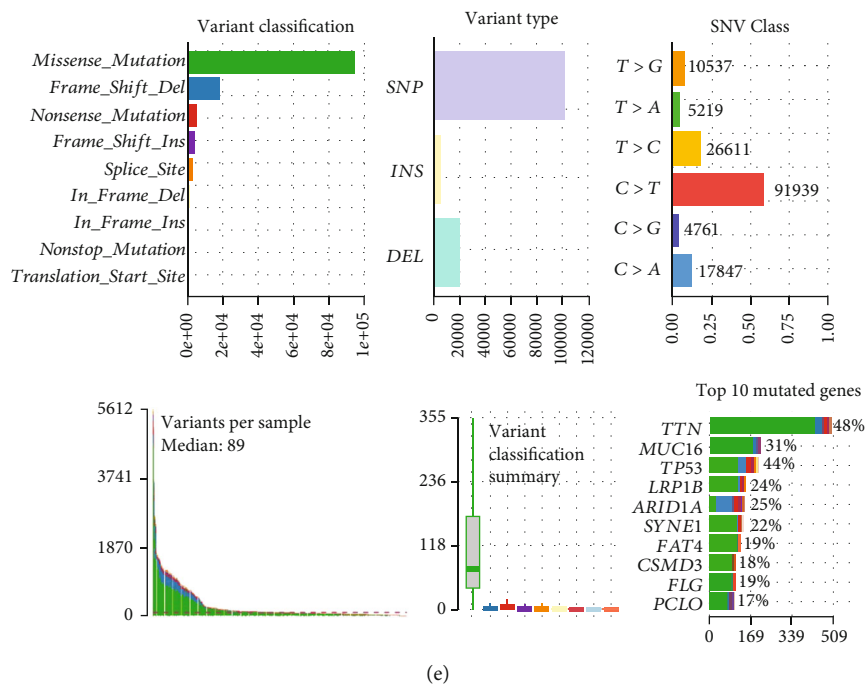 Variant classification
Missense_Mutation
Frame_Shift_Del
Nonsense_Mutation
Frame_Shift_Ins
Splice_Site
In_Frame_Del
In_Frame_Ins
Nonstop_Mutation
Translation_Start_Site
0e+00
2e+04
4e+04
6e+04
8e+04
1e+05
Variant type
SNP
INS
DEL
0
20000
40000
60000
80000
100000
120000
SNV Class
T > G 10537
T > A 5219
T > C 26611
C > T 91939
C > G 4761
C > A 17847
0.00
0.25
0.50
0.75
1.00
5612
3741
1870
0
Variants per sample
Median: 89
355
236
118
0
Variant
classification
summary
Top 10 mutated genes
TTN 48%
MUC16 31%
TP53 44%
LRP1B 24%
ARID1A 25%
SYNE1 22%
FAT4 19%
CSMD3 18%
FLG 19%
PCLO 17%
0 169 339 509
(e)